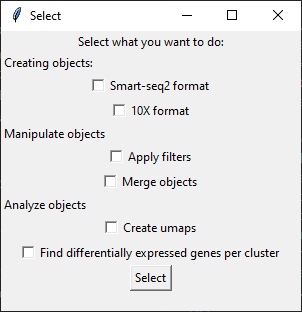 Select
Select what you want to do:
Creating objects:
Smart-seq2 format
10X format
Manipulate objects
Apply filters
Merge objects
Analyze objects
Create umaps
Find differentially expressed genes per cluster
Select